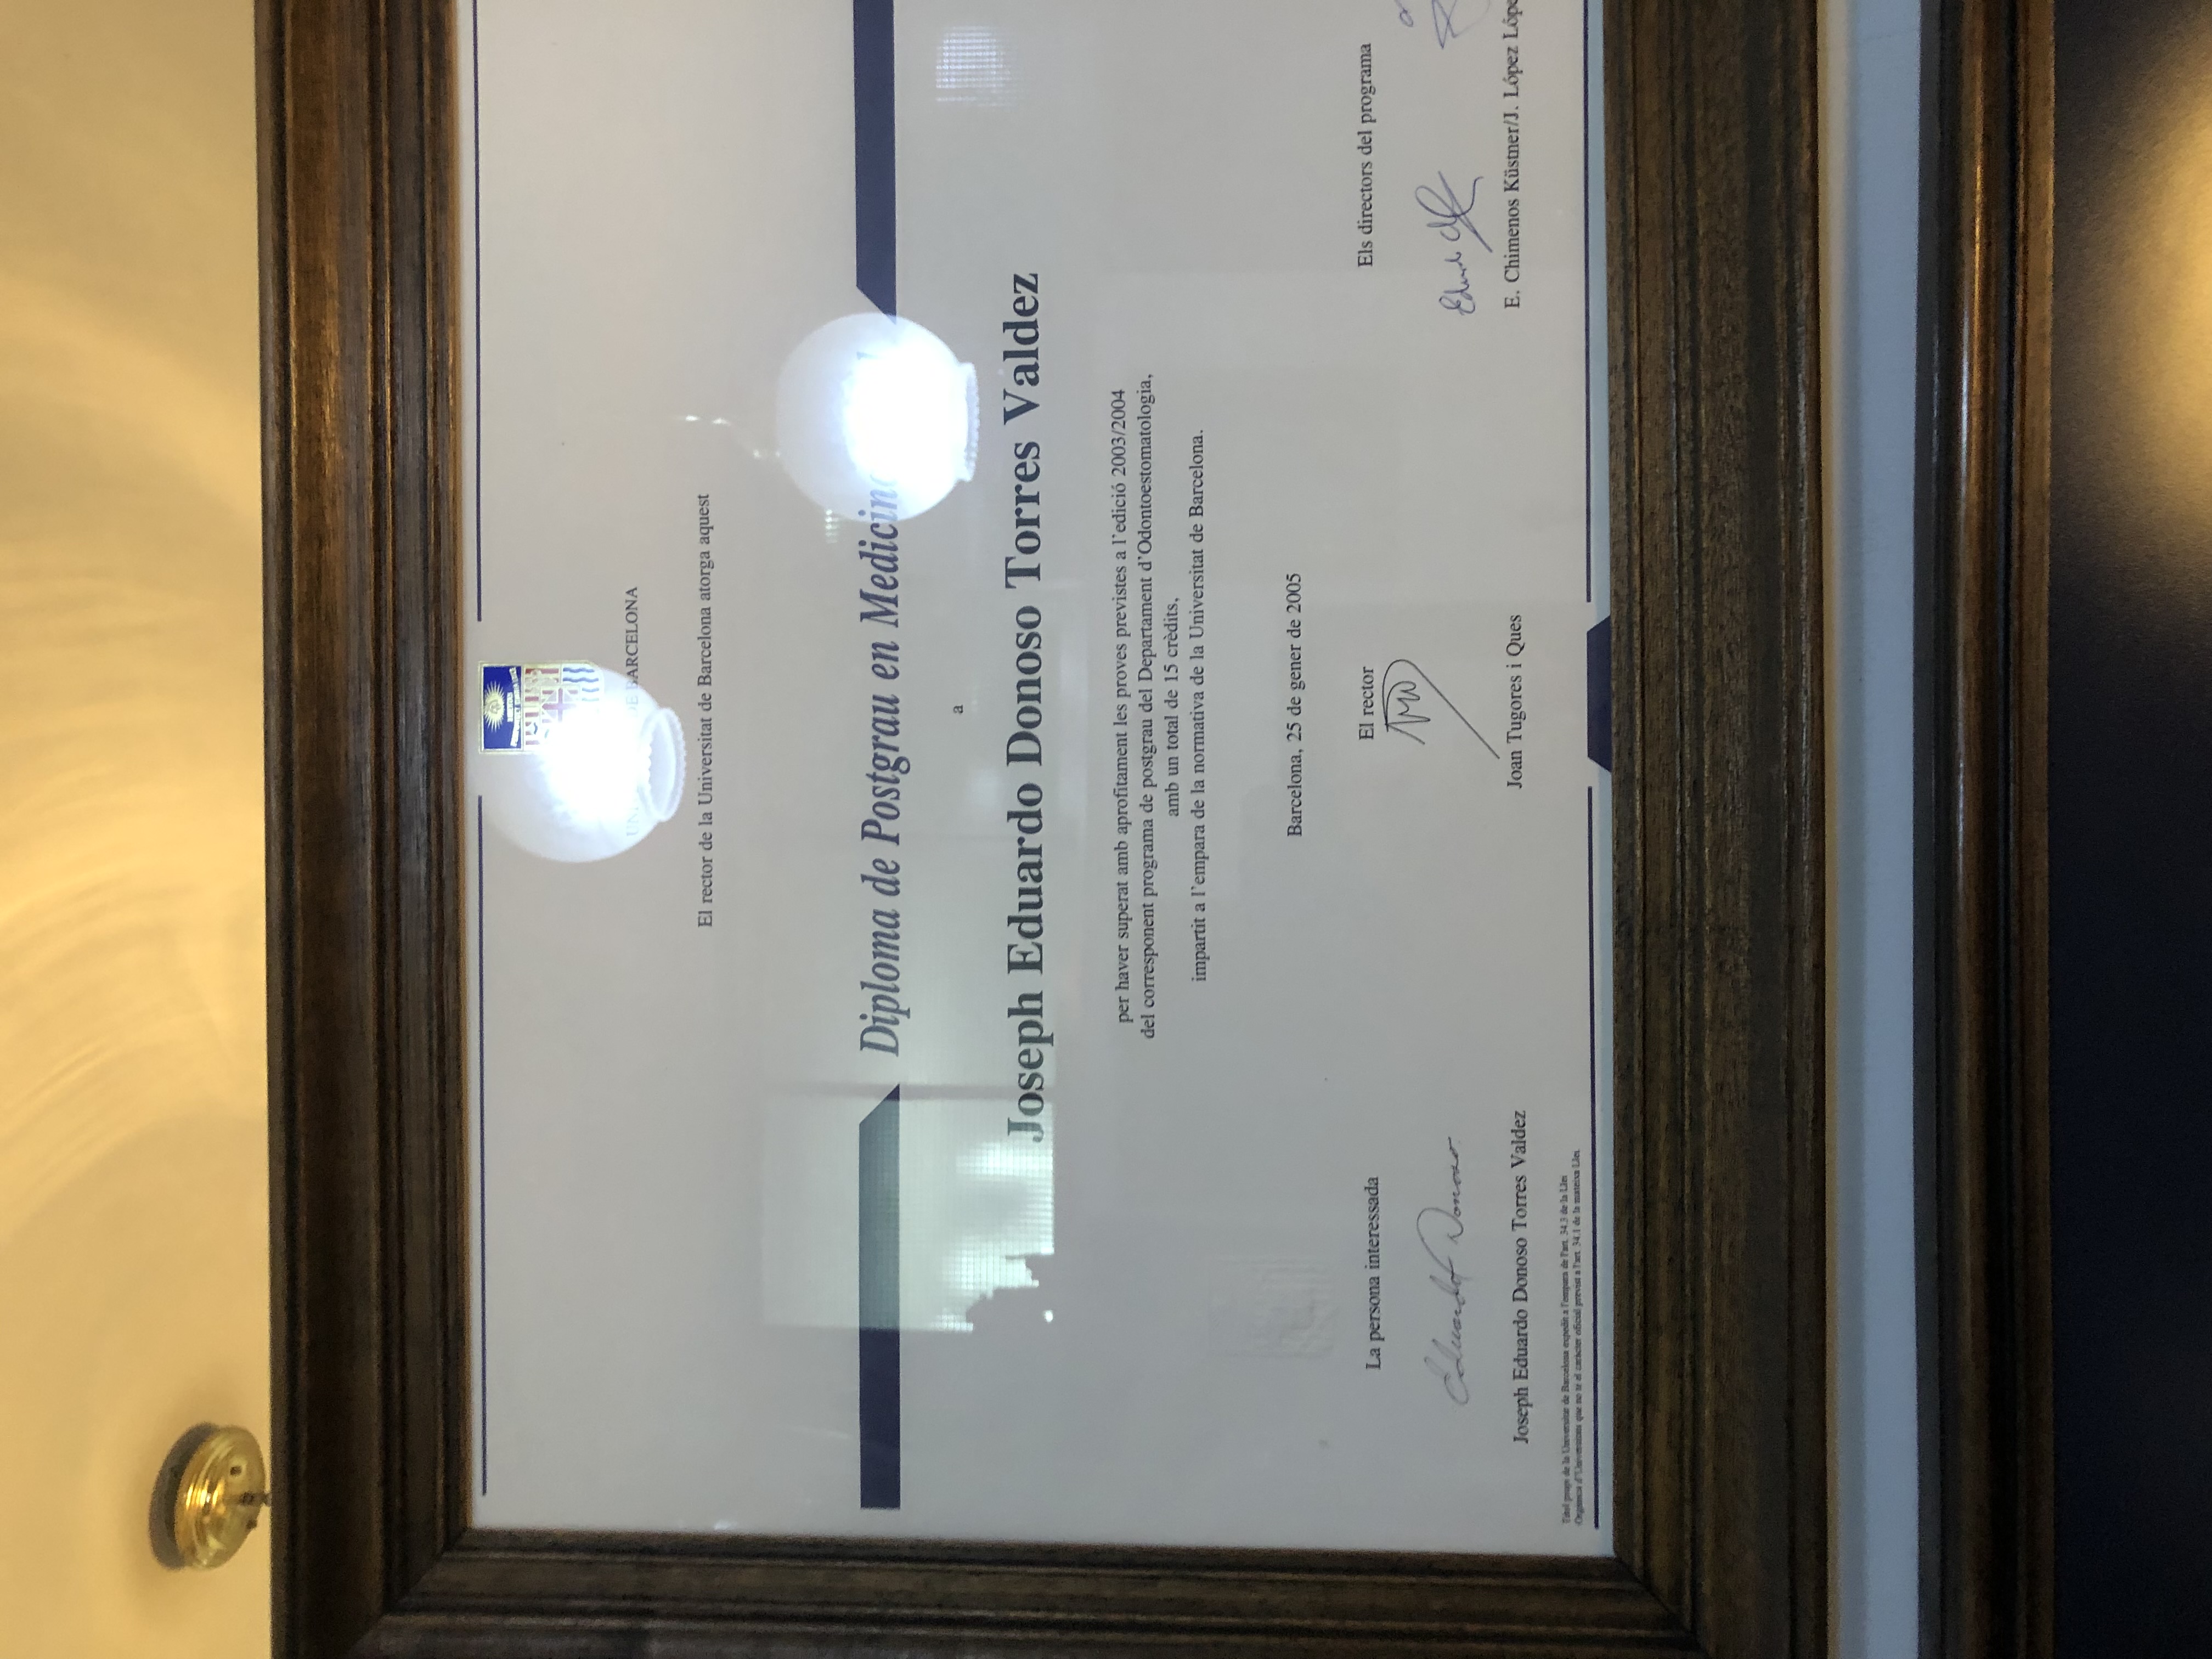 DE BARCELONA
El rector de la Universitat de Barcelona atorga aquest
Diploma de Postgrau en
a
Joseph Eduardo Donoso Torres Valdez
per haver superat amb aprofitament les proves previstes a l'edició 2003/2004
del corresponent programa de postgrau del Departament d'Odontoestomatologia,
amb un total de 15 crèdits,
impartit a l'empara de la normativa de la Universitat de Barcelona.
Barcelona, 25 de gener de 2005
La persona interessada
El rector
Els directors del programa
Eduardo Donoso
Joseph Eduardo Donoso Torres Valdez
Joan Tugores i Ques
E. Chimenos Küstner/J. López
Títol propi de la Universitat de Barcelona expedit a l'empara de l'art. 34.3 de la Llei
Orgànica d'Universitats que no té el caràcter oficial previst a l'art. 34.1 de la mateixa Llei.